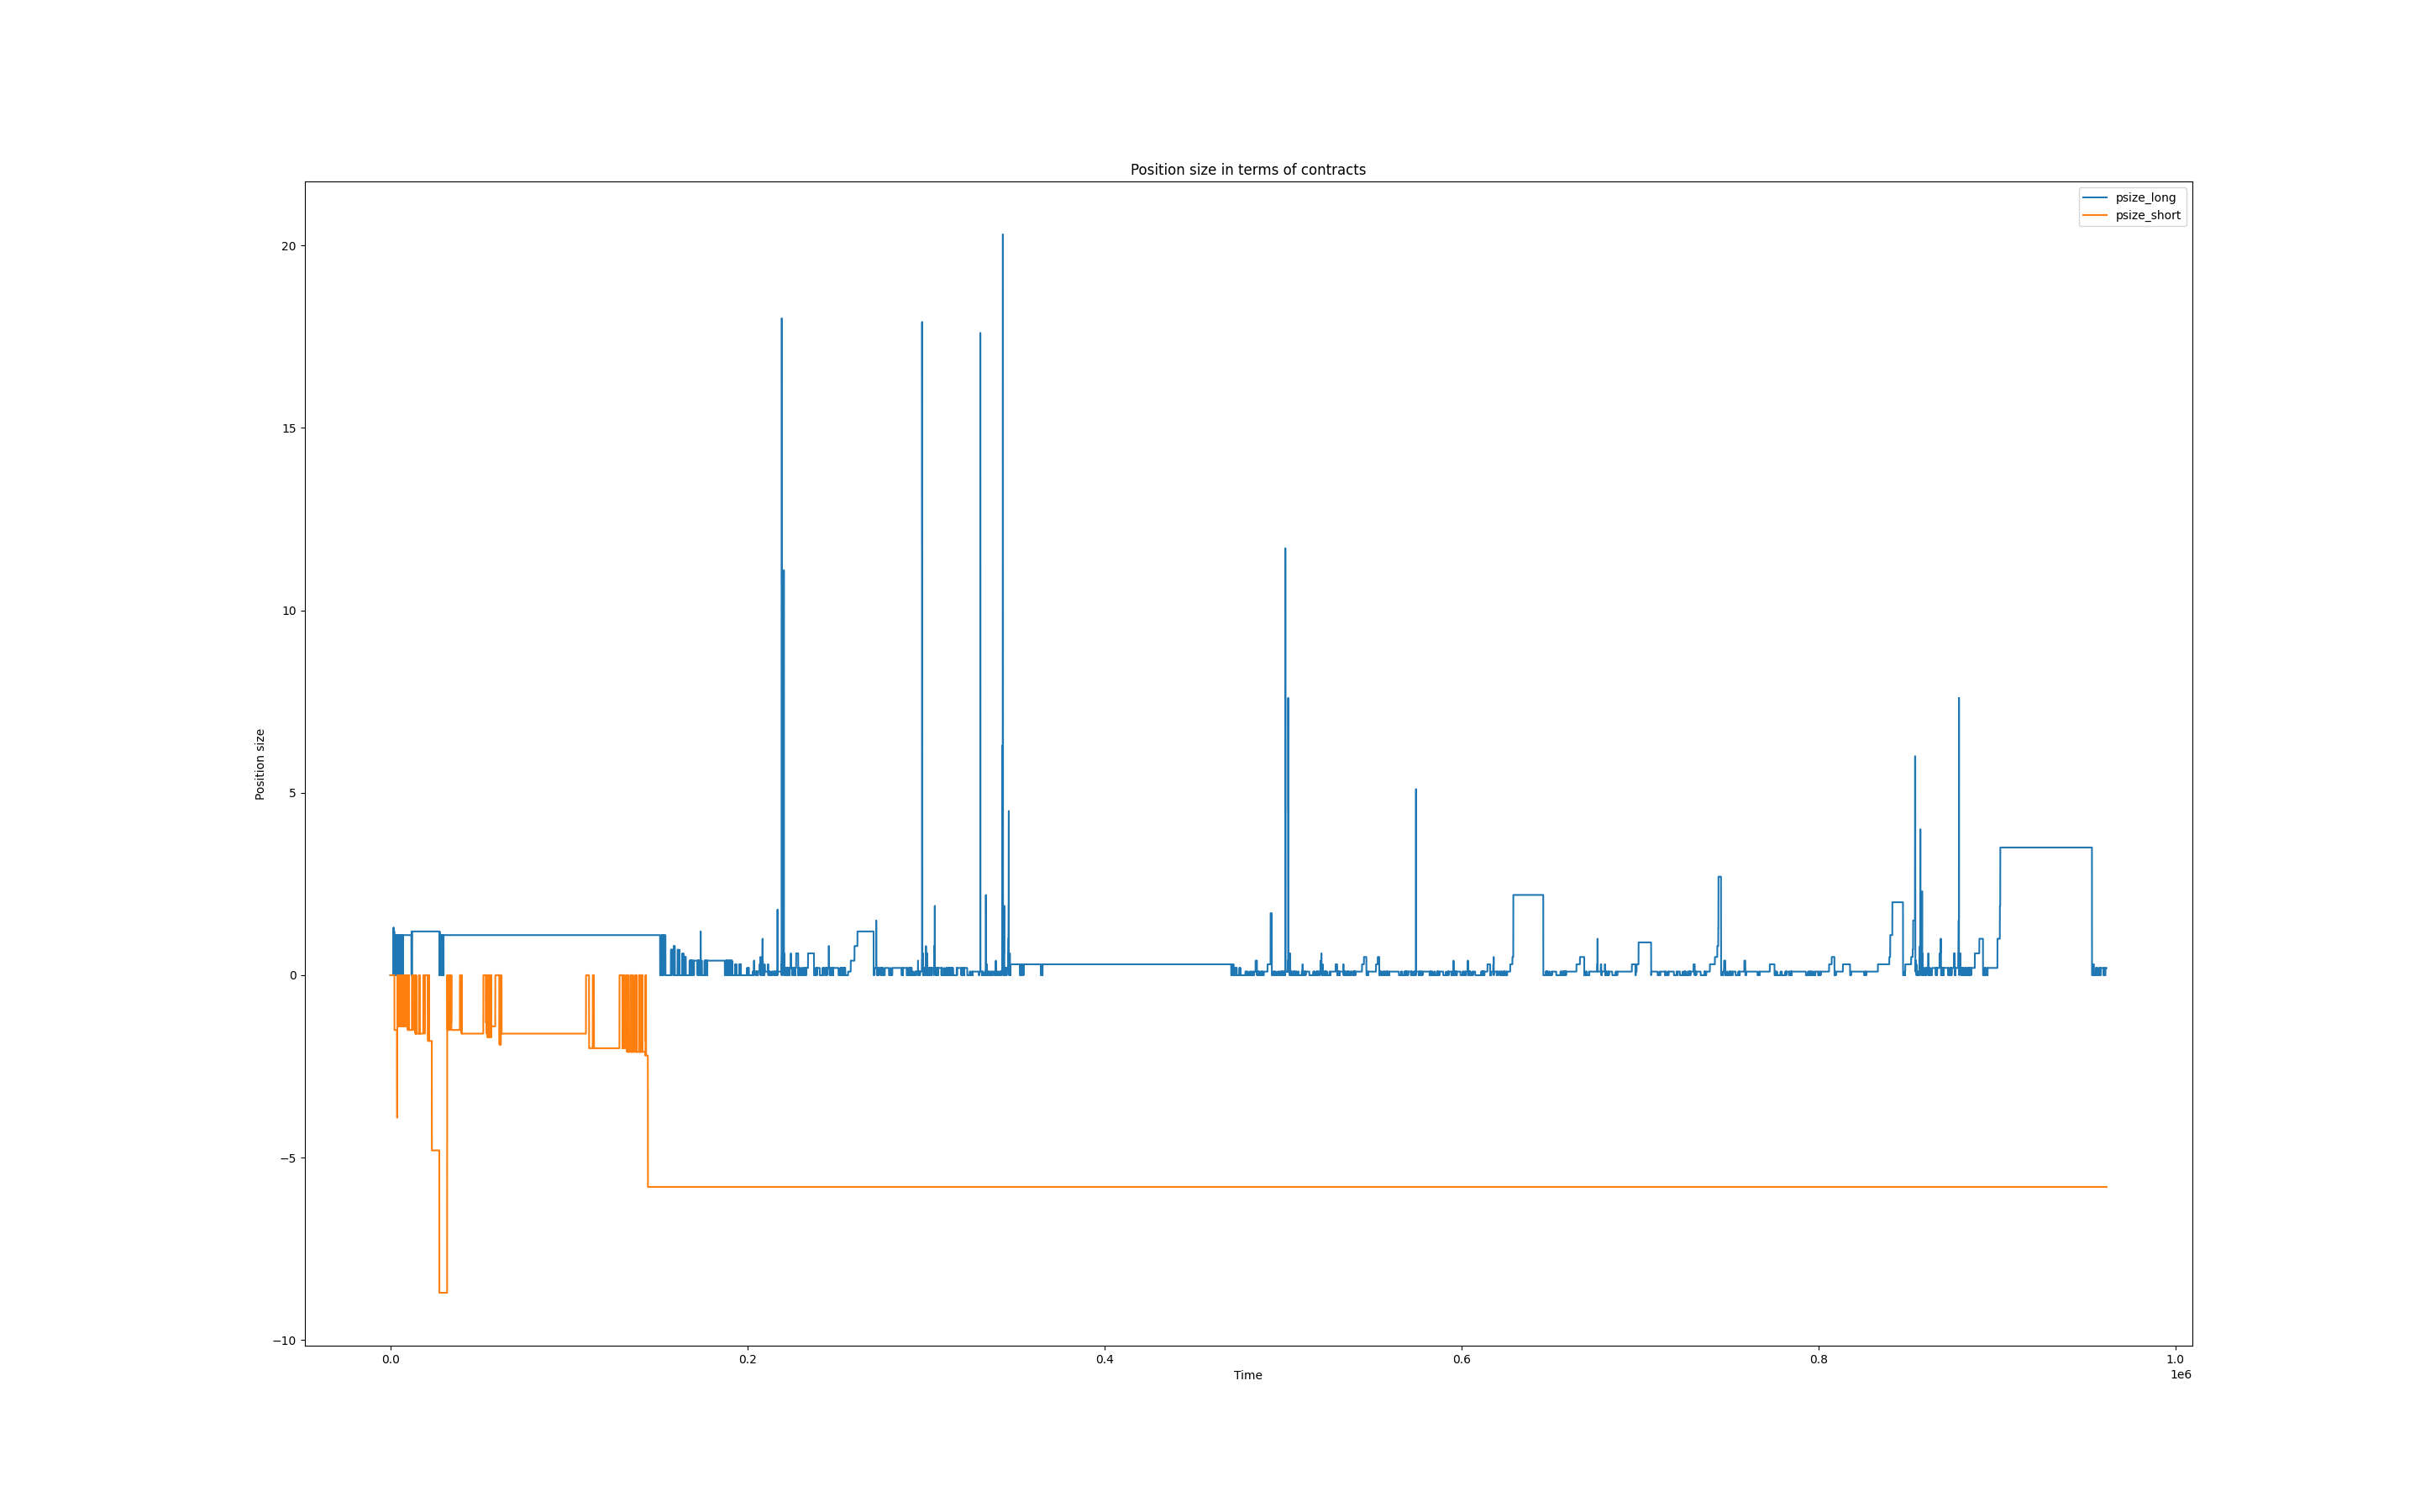 Position size in terms of contracts
psize_long
psize_short
Position size
20
15
10
5
0
−5
−10
0.0
0.2
0.4
0.6
0.8
1.0
1e6
Time